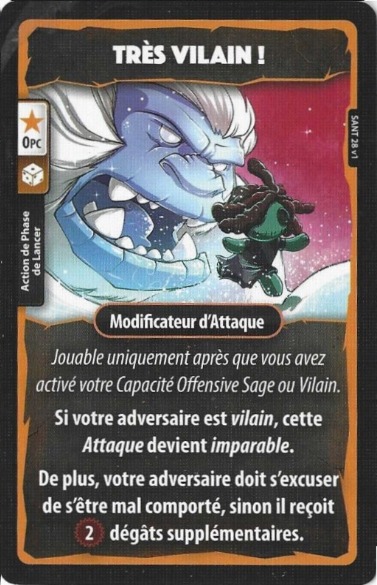 TRÈS VILAIN !
0PC
Action de Phase
de Lancer
SANT 28 v1
Modificateur d'Attaque
Jouable uniquement après que vous avez
activé votre Capacité Offensive Sage ou Vilain.
Si votre adversaire est vilain, cette
Attaque devient imparable.
De plus, votre adversaire doit s'excuser
de s'être mal comporté, sinon il reçoit
2 dégâts supplémentaires.